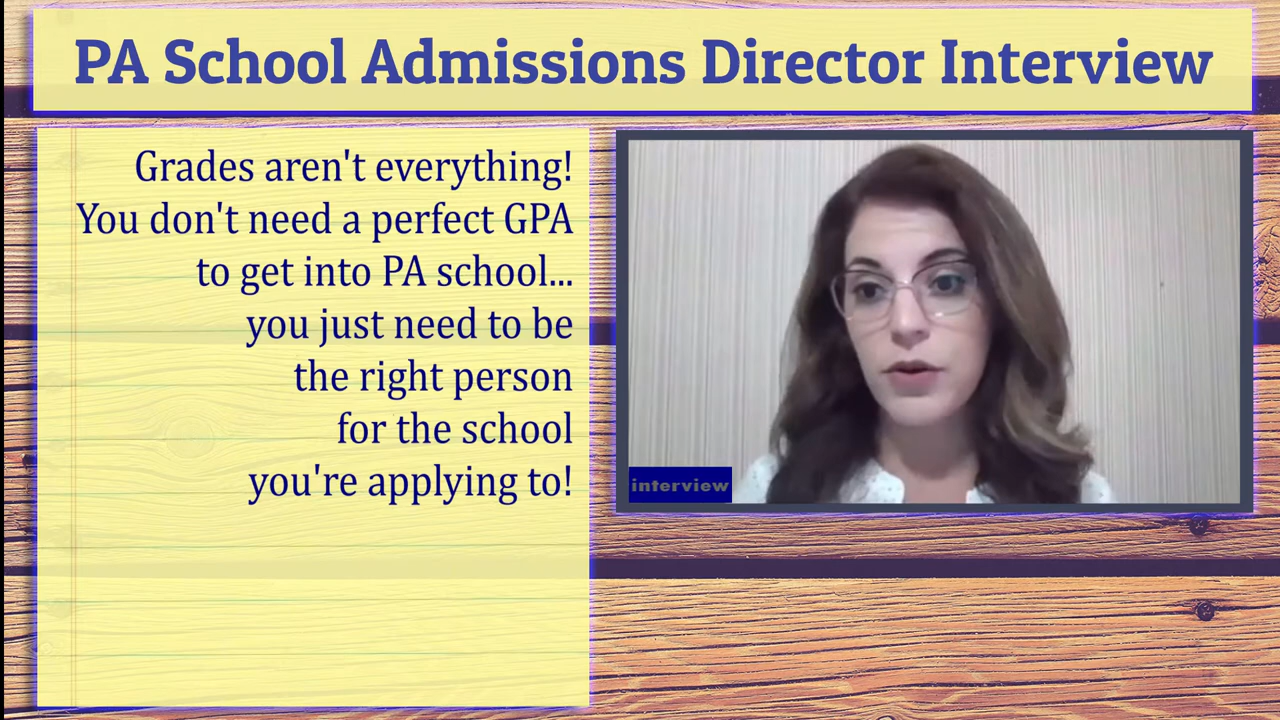 PA School Admissions Director Interview
Grades aren't everything!
You don't need a perfect GPA
to get into PA school...
you just need to be
the right person
for the school
you're applying to!
interview